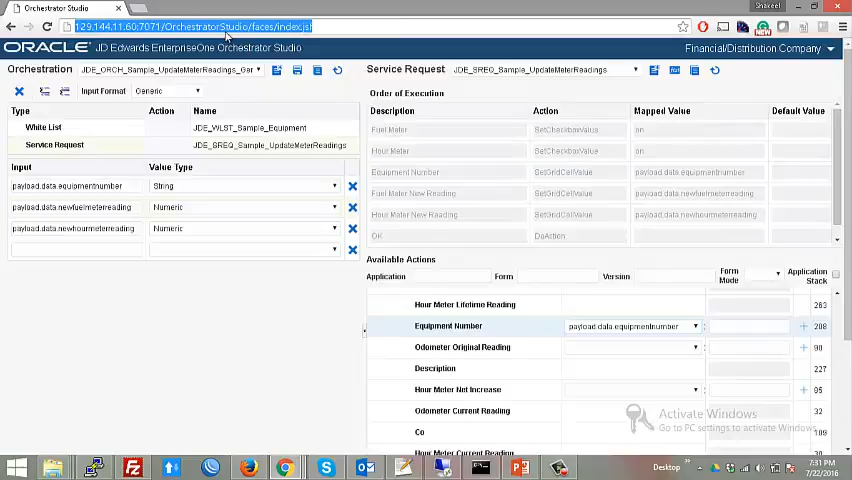 Orchestrator Studio
Shakeel
129.144.11.60:7071/OrchestratorStudio/faces/index.jsf
ORACLE JD Edwards EnterpriseOne Orchestrator Studio
Financial/Distribution Company
Orchestration JDE_ORCH_Sample_UpdateMeterReadings_Ger
Service Request JDE_SREQ_Sample_UpdateMeterReadings
Input Format Generic
Order of Execution
Type Action Name
Description Action Mapped Value Default Value
White List JDE_WLST_Sample_Equipment
Fuel Meter SetCheckboxValue on
Service Request JDE_SREQ_Sample_UpdateMeterReadings
Hour Meter SetCheckboxValue on
Input Value Type
Equipment Number SetGridCellValue payload.data.equipmentnumber
payload.data.equipmentnumber String
Fuel Meter New Reading SetGridCellValue payload.data.newfuelmeterreading
payload.data.newfuelmeterreading Numeric
Hour Meter New Reading SetGridCellValue payload.data.newhourmeterreading
payload.data.newhourmeterreading Numeric
OK DoAction
Available Actions
Application Form Version Form Mode Application Stack
Hour Meter Lifetime Reading 263
Equipment Number payload.data.equipmentnumber 208
Odometer Original Reading 90
Description 227
Hour Meter Net Increase 85
Odometer Current Reading 32
Co 109
Hour Meter Current
Activate Windows
Go to PC settings to activate Windows.
Desktop
7:31 PM
7/22/2016